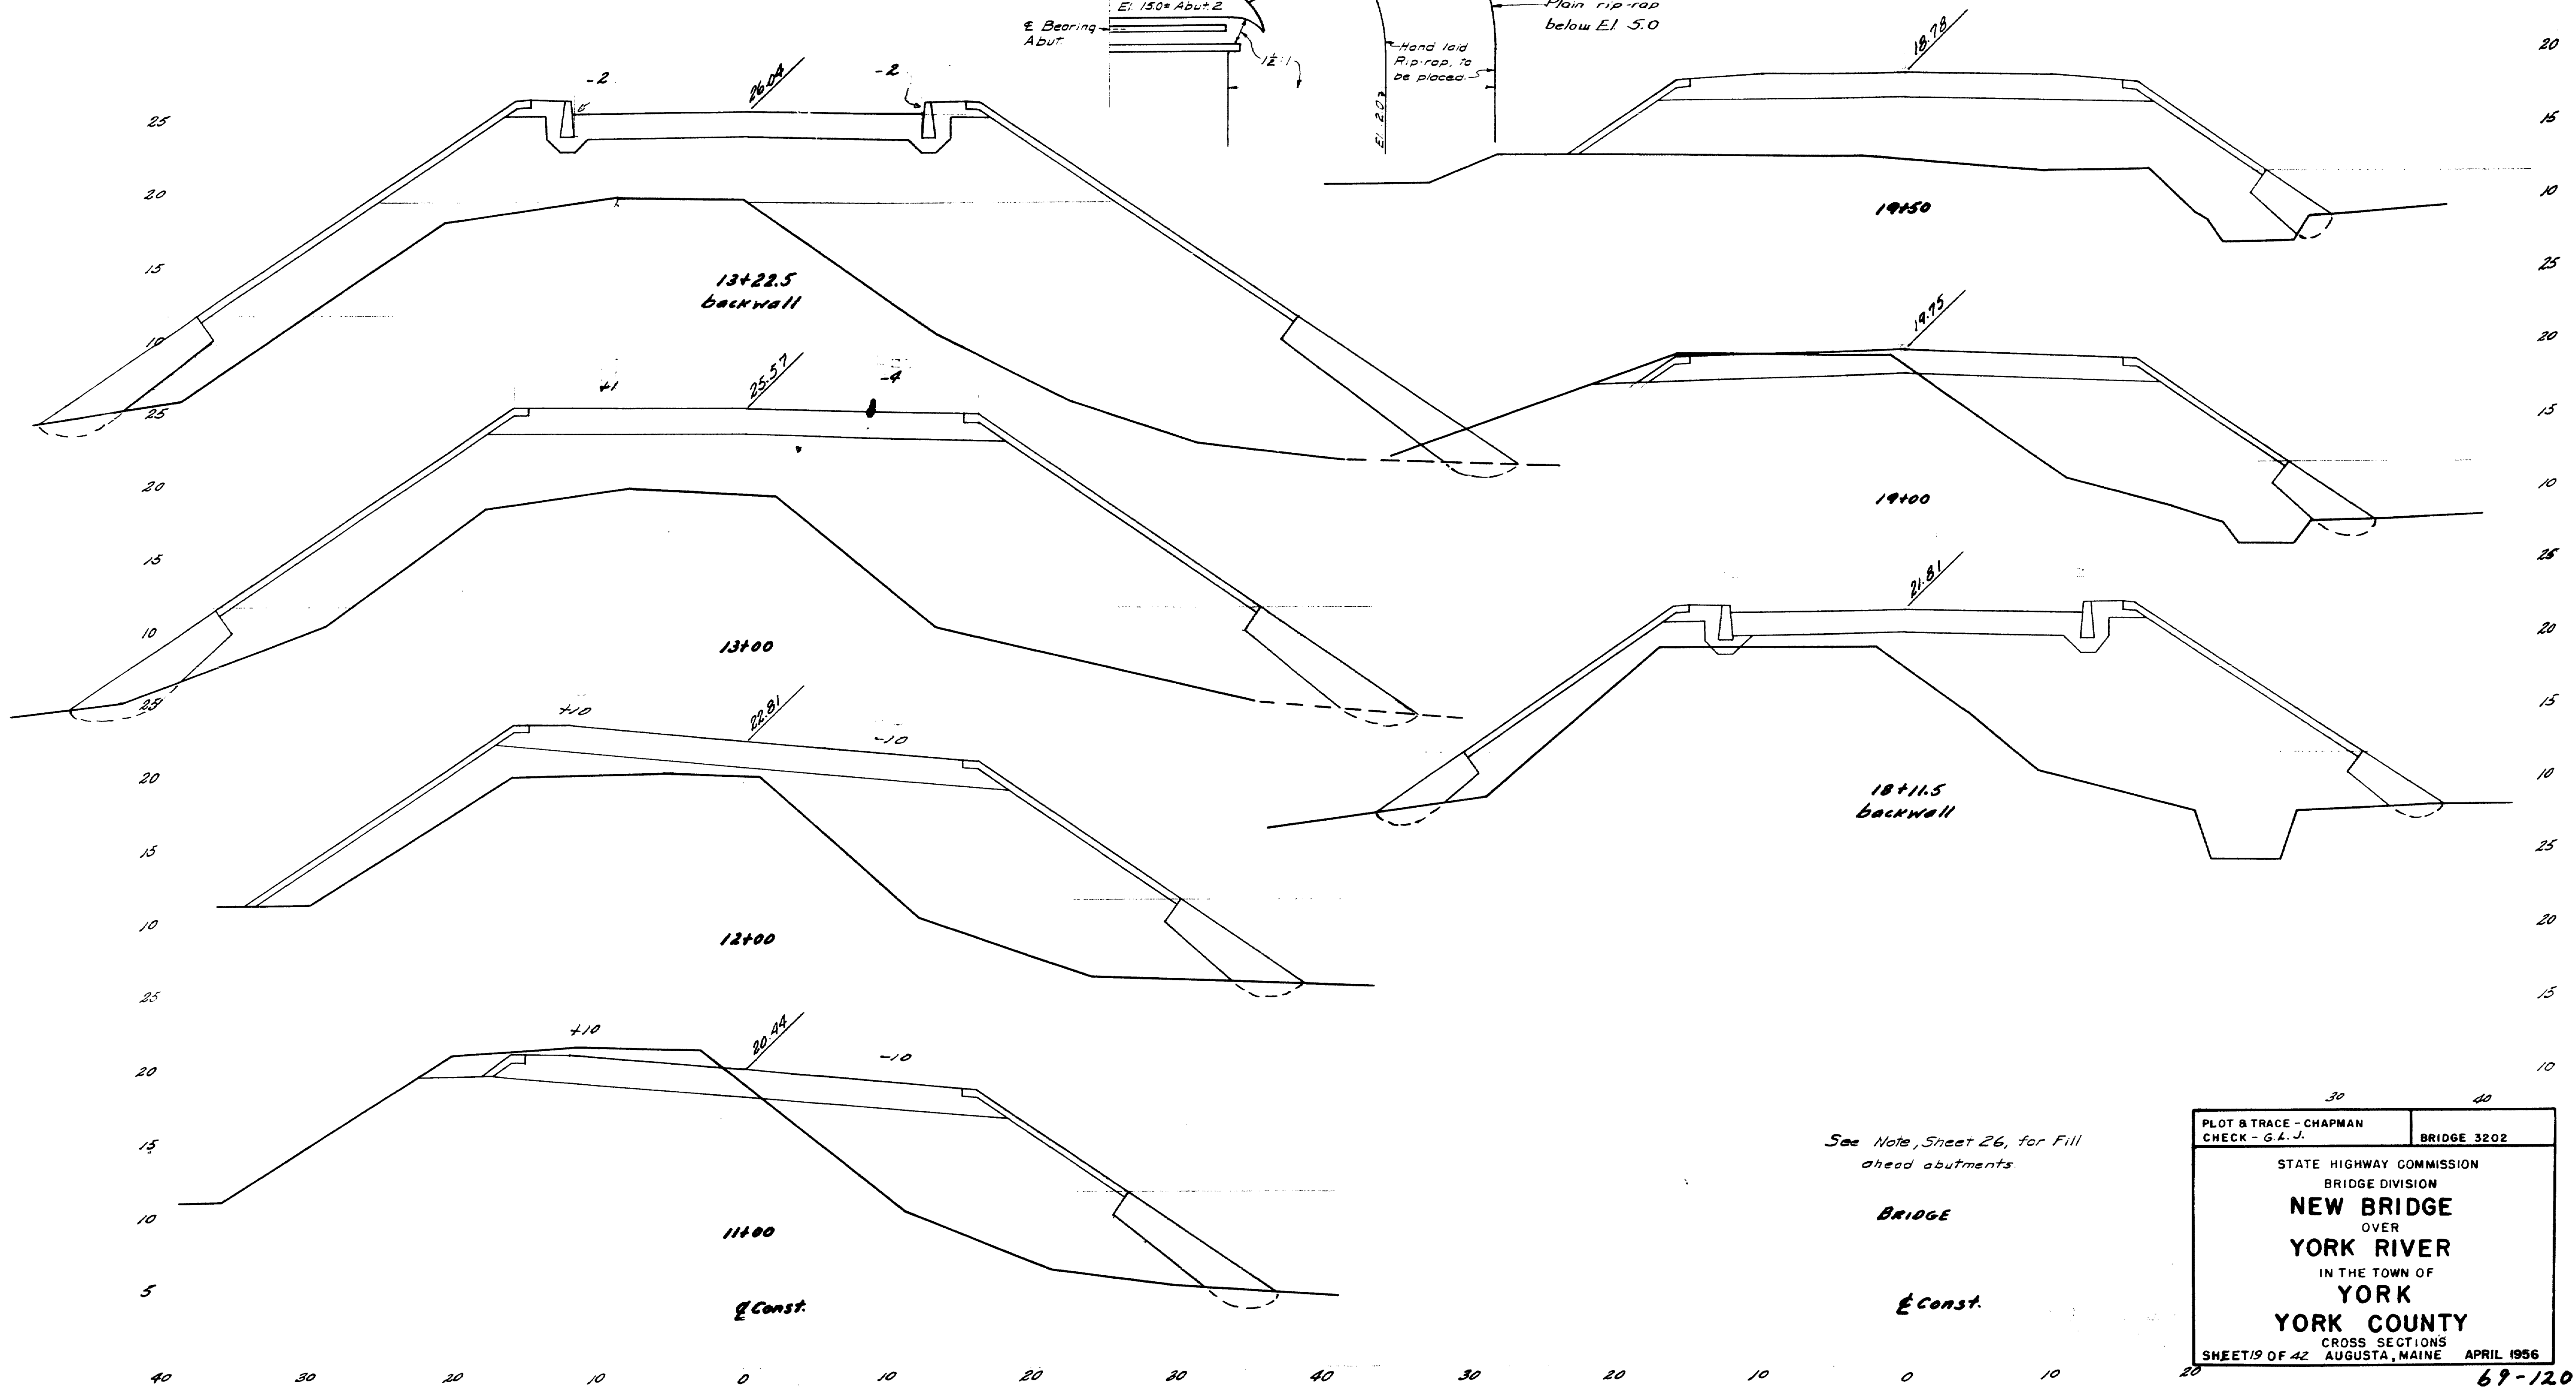 El. 15.0± Abut. 2
℄ Bearing
Abut.
1½:1
Hand laid
Rip-rap, to
be placed.
El. 20±
Plain rip-rap
below El. 5.0
-2
26.04
-2
25
20
15
10
13+22.5
backwall
+1
25.57
-4
25
20
15
10
13+00
+10
22.81
-10
25
20
15
10
12+00
+10
20.44
-10
25
20
15
10
5
11+00
℄ Const.
40 30 20 10 0 10 20 30 40 30 20 10 0 10 20
18.78
20
15
10
19+50
19.75
25
20
15
10
19+00
21.81
25
20
15
10
18+11.5
backwall
25
20
15
10
30 40
See Note, Sheet 26, for Fill
ahead abutments.
BRIDGE
℄ Const.
PLOT & TRACE - CHAPMAN
CHECK - G.L.J.
BRIDGE 3202
STATE HIGHWAY COMMISSION
BRIDGE DIVISION
NEW BRIDGE
OVER
YORK RIVER
IN THE TOWN OF
YORK
YORK COUNTY
CROSS SECTIONS
SHEET 19 OF 42 AUGUSTA, MAINE APRIL 1956
69-120